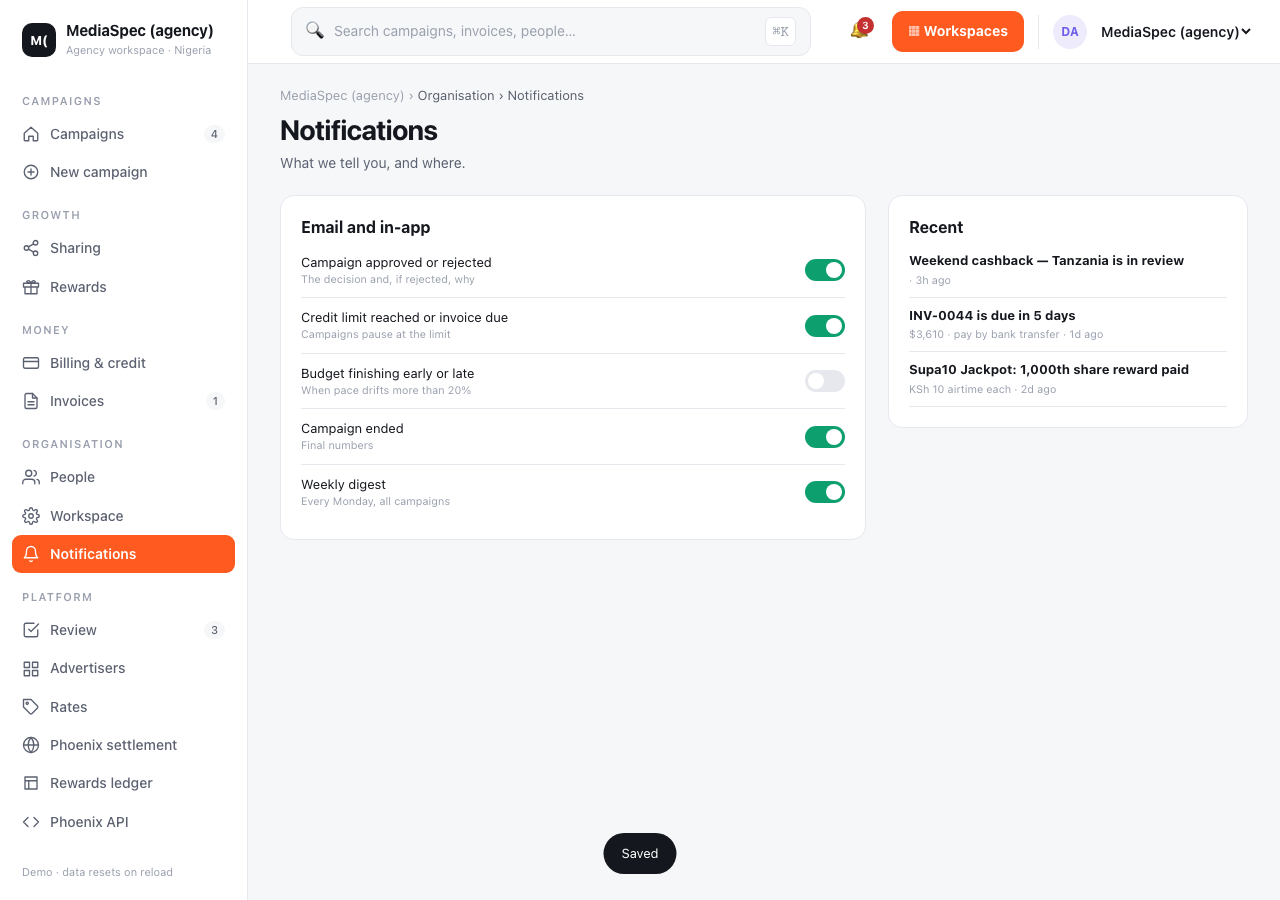 M(
MediaSpec (agency)
Agency workspace · Nigeria
CAMPAIGNS
Campaigns 4
New campaign
GROWTH
Sharing
Rewards
MONEY
Billing & credit
Invoices 1
ORGANISATION
People
Workspace
Notifications
PLATFORM
Review 3
Advertisers
Rates
Phoenix settlement
Rewards ledger
Phoenix API
Demo · data resets on reload
Search campaigns, invoices, people... ⌘K
3
Workspaces
DA
MediaSpec (agency)
MediaSpec (agency) › Organisation › Notifications
Notifications
What we tell you, and where.
Email and in-app
Campaign approved or rejected
The decision and, if rejected, why
Credit limit reached or invoice due
Campaigns pause at the limit
Budget finishing early or late
When pace drifts more than 20%
Campaign ended
Final numbers
Weekly digest
Every Monday, all campaigns
Recent
Weekend cashback — Tanzania is in review
· 3h ago
INV-0044 is due in 5 days
$3,610 · pay by bank transfer · 1d ago
Supa10 Jackpot: 1,000th share reward paid
KSh 10 airtime each · 2d ago
Saved